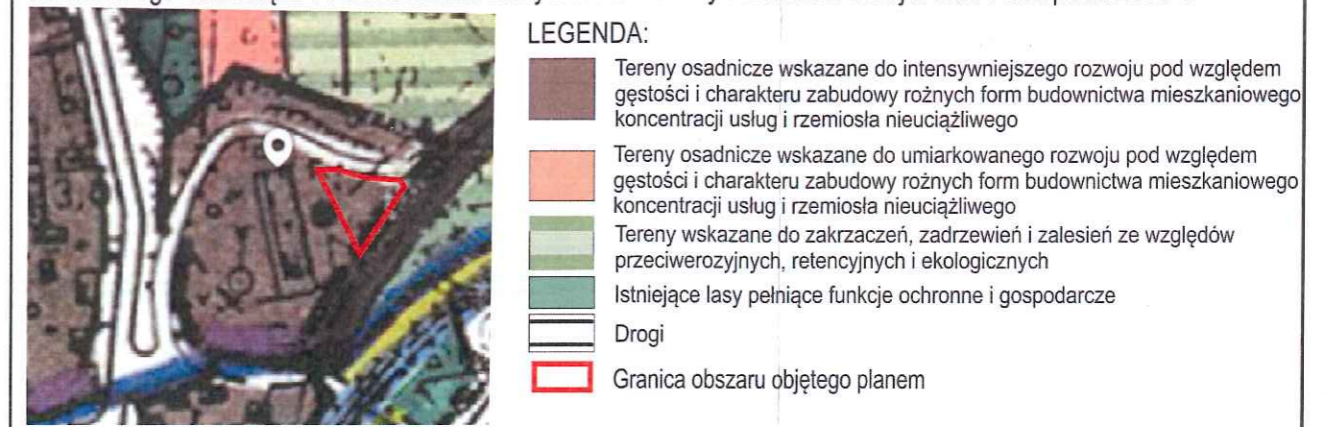 LEGENDA:
Tereny osadnicze wskazane do intensywniejszego rozwoju pod względem
gęstości i charakteru zabudowy rożnych form budownictwa mieszkaniowego
koncentracji usług i rzemiosła nieuciążliwego
Tereny osadnicze wskazane do umiarkowanego rozwoju pod względem
gęstości i charakteru zabudowy rożnych form budownictwa mieszkaniowego
koncentracji usług i rzemiosła nieuciążliwego
Tereny wskazane do zakrzaczeń, zadrzewień i zalesień ze względów
przeciwerozyjnych, retencyjnych i ekologicznych
Istniejące lasy pełniące funkcje ochronne i gospodarcze
Drogi
Granica obszaru objętego planem